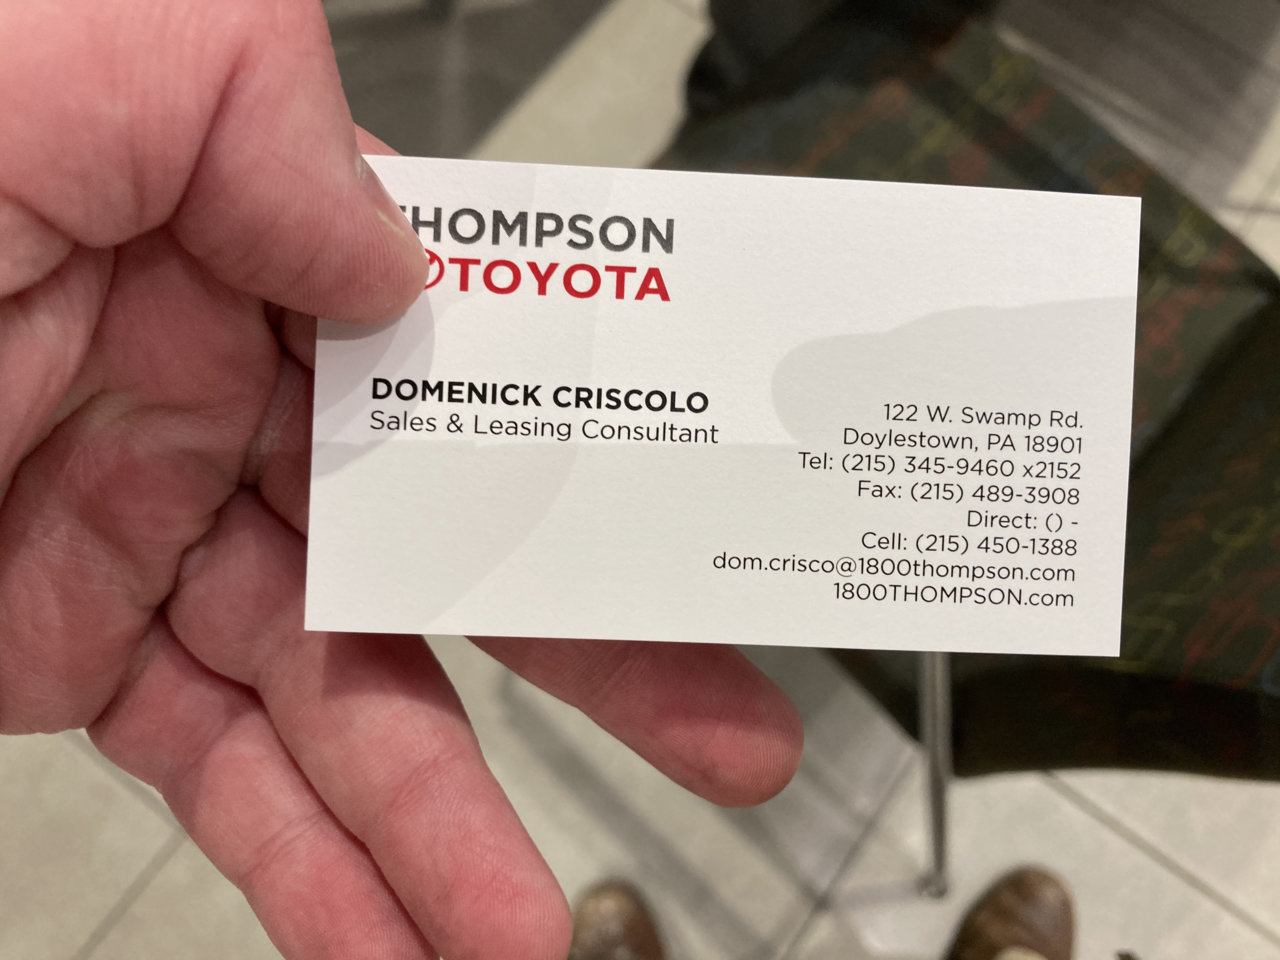 THOMPSON
TOYOTA
DOMENICK CRISCOLO
Sales & Leasing Consultant
122 W. Swamp Rd.
Doylestown, PA 18901
Tel: (215) 345-9460 x2152
Fax: (215) 489-3908
Direct: () -
Cell: (215) 450-1388
dom.crisco@1800thompson.com
1800THOMPSON.com